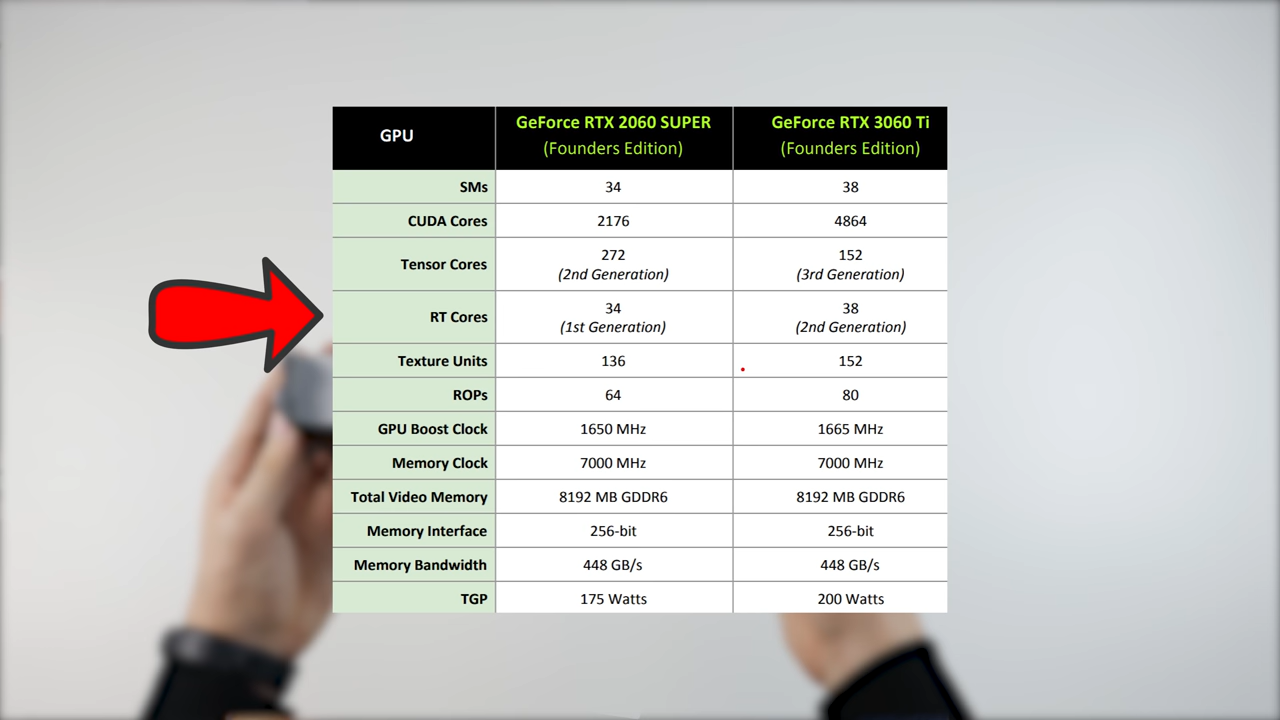 GPU GeForce RTX 2060 SUPER GeForce RTX 3060 Ti
(Founders Edition) (Founders Edition)
SMs 34 38
CUDA Cores 2176 4864
Tensor Cores 272 152
(2nd Generation) (3rd Generation)
RT Cores 34 38
(1st Generation) (2nd Generation)
Texture Units 136 152
ROPs 64 80
GPU Boost Clock 1650 MHz 1665 MHz
Memory Clock 7000 MHz 7000 MHz
Total Video Memory 8192 MB GDDR6 8192 MB GDDR6
Memory Interface 256-bit 256-bit
Memory Bandwidth 448 GB/s 448 GB/s
TGP 175 Watts 200 Watts